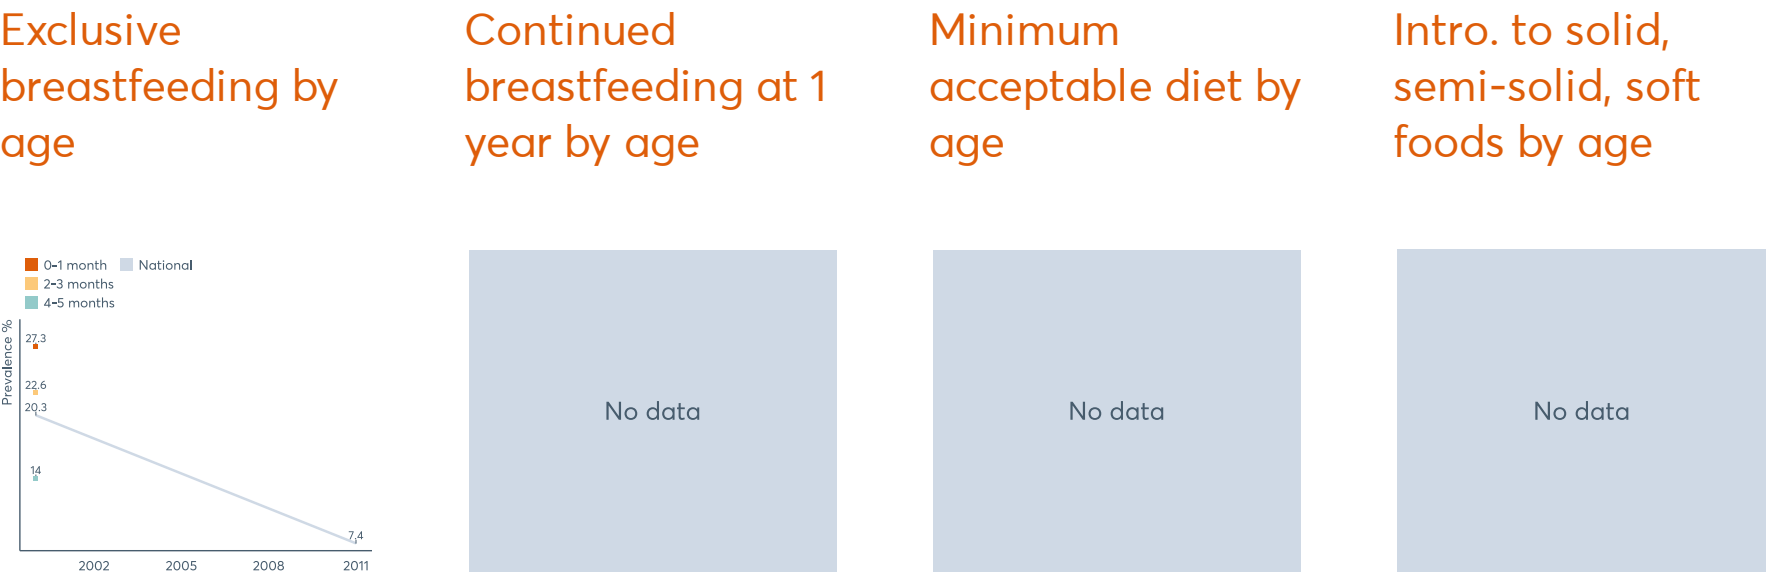 Exclusive
breastfeeding by
age
Continued
breastfeeding at 1
year by age
Minimum
acceptable diet by
age
Intro. to solid,
semi-solid, soft
foods by age
0-1 month
National
2-3 months
4-5 months
Prevalence %
27.3
22.6
20.3
14
7.4
2002
2005
2008
2011
No data
No data
No data